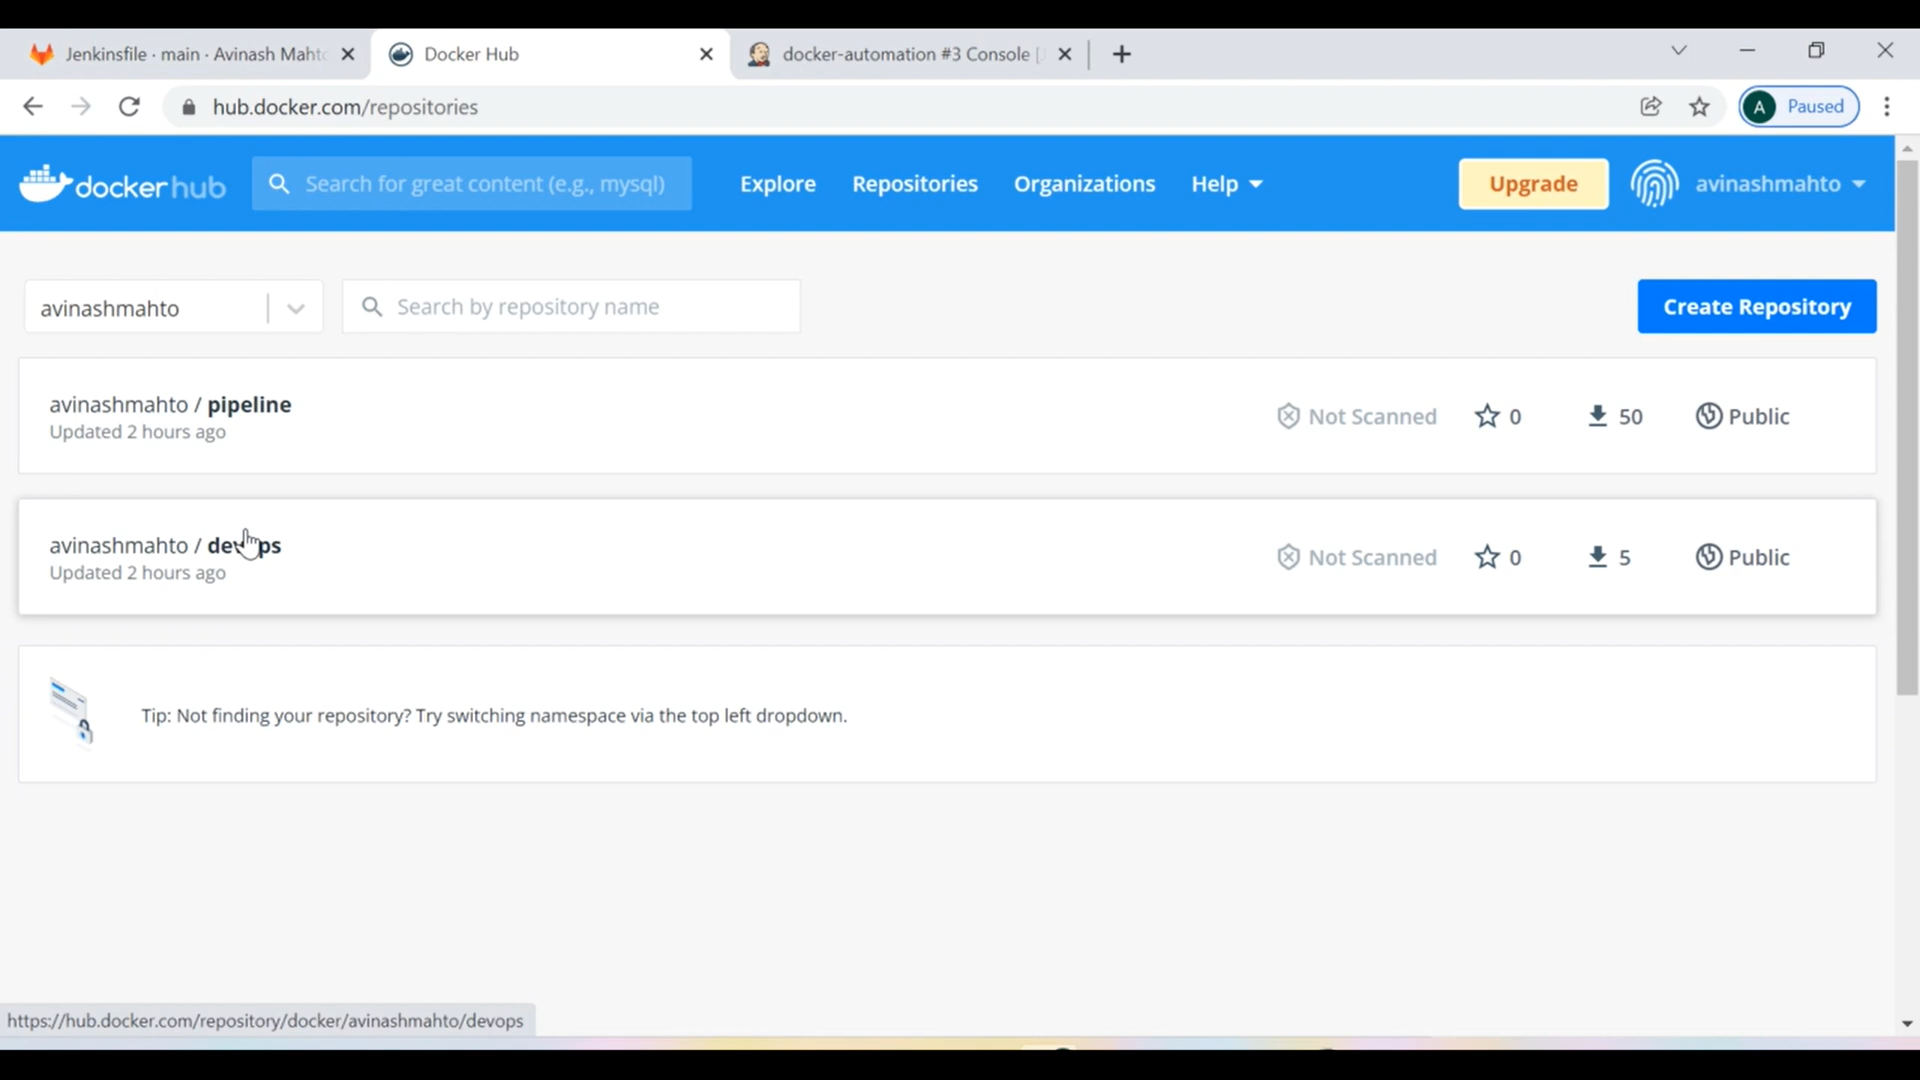 Jenkinsfile · main · Avinash Mahto
Docker Hub
docker-automation #3 Console [
hub.docker.com/repositories
A Paused
docker hub
Search for great content (e.g., mysql)
Explore
Repositories
Organizations
Help
Upgrade
avinashmahto
avinashmahto
Search by repository name
Create Repository
avinashmahto / pipeline
Updated 2 hours ago
Not Scanned
0
50
Public
avinashmahto / devops
Updated 2 hours ago
Not Scanned
0
5
Public
Tip: Not finding your repository? Try switching namespace via the top left dropdown.
https://hub.docker.com/repository/docker/avinashmahto/devops